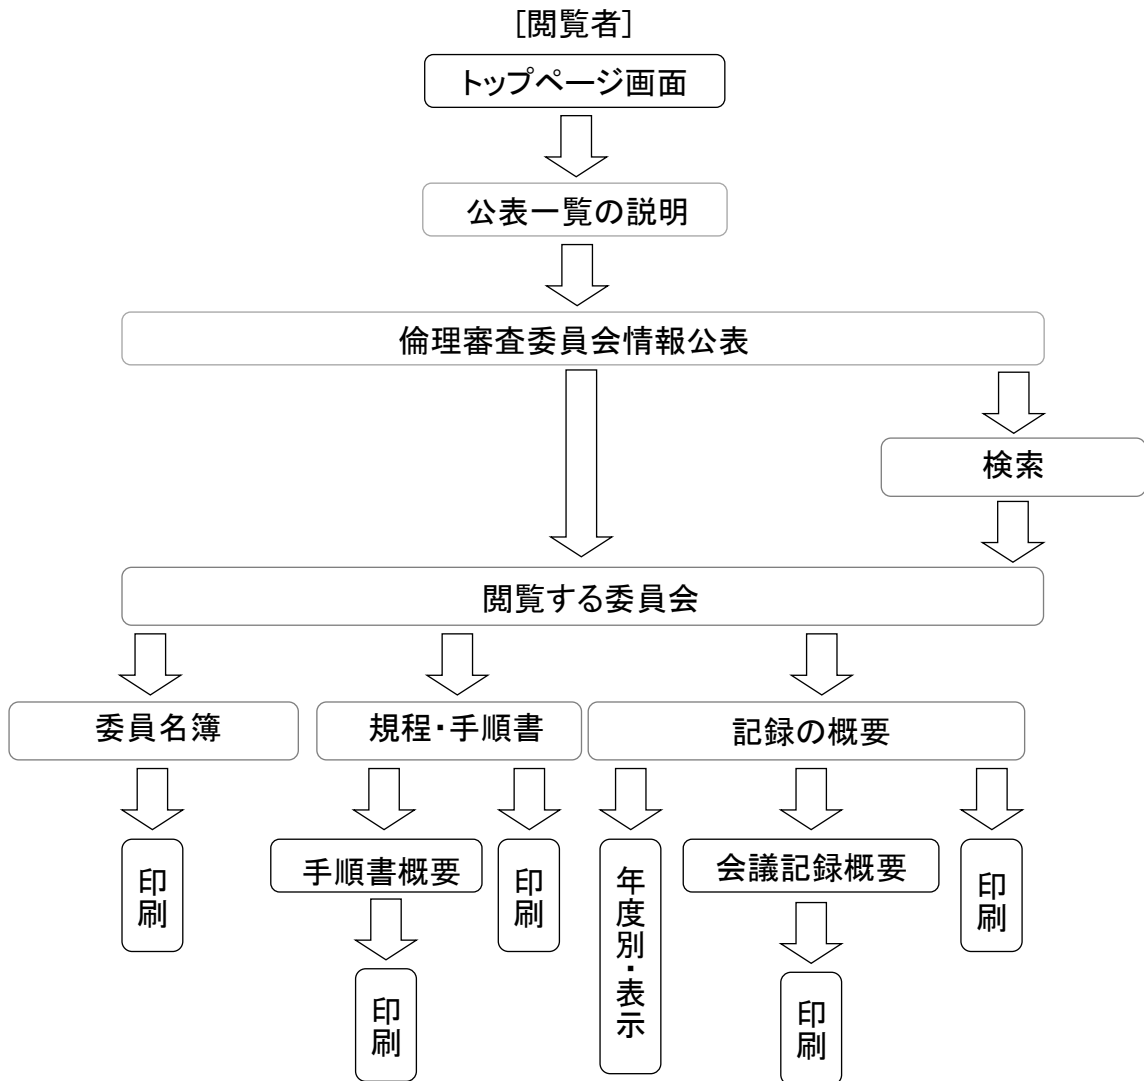 [閲覧者]
トップページ画面
公表一覧の説明
倫理審査委員会情報公表
検索
閲覧する委員会
委員名簿
規程・手順書
記録の概要
印刷
手順書概要
印刷
年度別・表示
会議記録概要
印刷
印刷
印刷